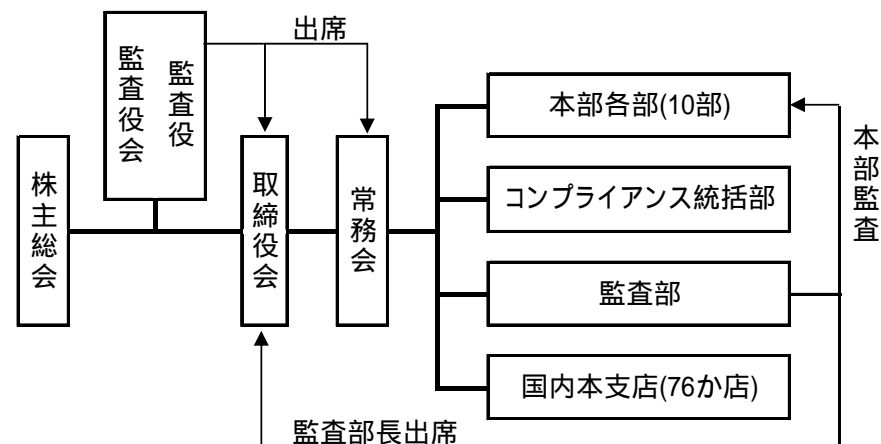 出席
監査役会
監査役
株主総会
取締役会
常務会
本部各部(10部)
コンプライアンス統括部
監査部
国内本支店(76か店)
本部監査
監査部長出席